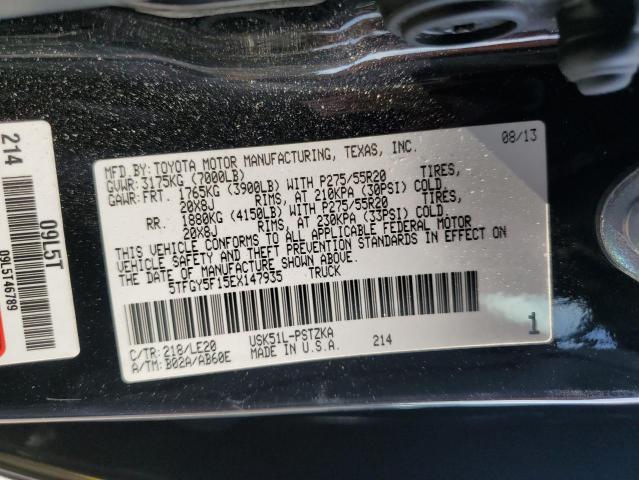 214
09L5T
09L5T46789
MFD.BY:TOYOTA MOTOR MANUFACTURING, TEXAS, INC. 08/13
GVWR:3175KG (7000LB)
GAWR:FRT. 1765KG (3900LB) WITH P275/55R20 TIRES,
20X8J RIMS, AT 210KPA (30PSI) COLD.
RR. 1880KG (4150LB) WITH P275/55R20 TIRES,
20X8J RIMS, AT 230KPA (33PSI) COLD.
THIS VEHICLE CONFORMS TO ALL APPLICABLE FEDERAL MOTOR
VEHICLE SAFETY AND THEFT PREVENTION STANDARDS IN EFFECT ON
THE DATE OF MANUFACTURE SHOWN ABOVE.
5TFGY5F15EX147935 TRUCK
C/TR:218/LE20 USK51L-PSTZKA
A/TM:B02A/AB60E MADE IN U.S.A. 214
1